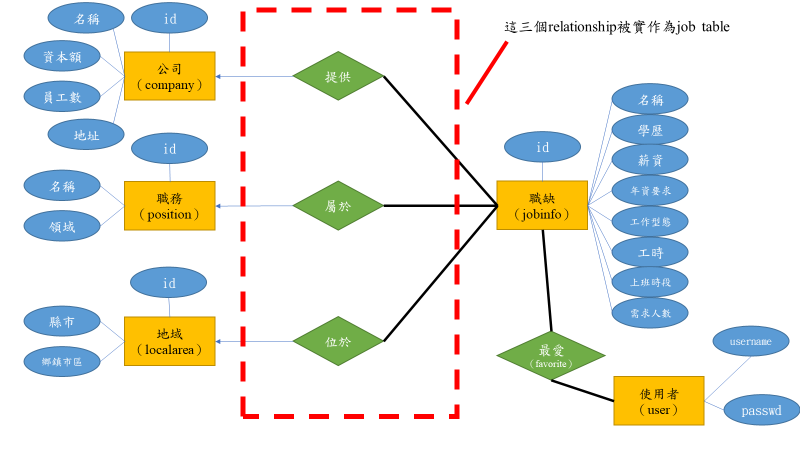 這三個relationship被實作為job table
id
名稱
資本額
員工數
地址
公司
（company）
提供
id
名稱
領域
職務
（position）
屬於
id
縣市
鄉鎮市區
地域
（localarea）
位於
id
職缺
（jobinfo）
名稱
學歷
薪資
年資要求
工作型態
工時
上班時段
需求人數
最愛
（favorite）
使用者
（user）
username
passwd